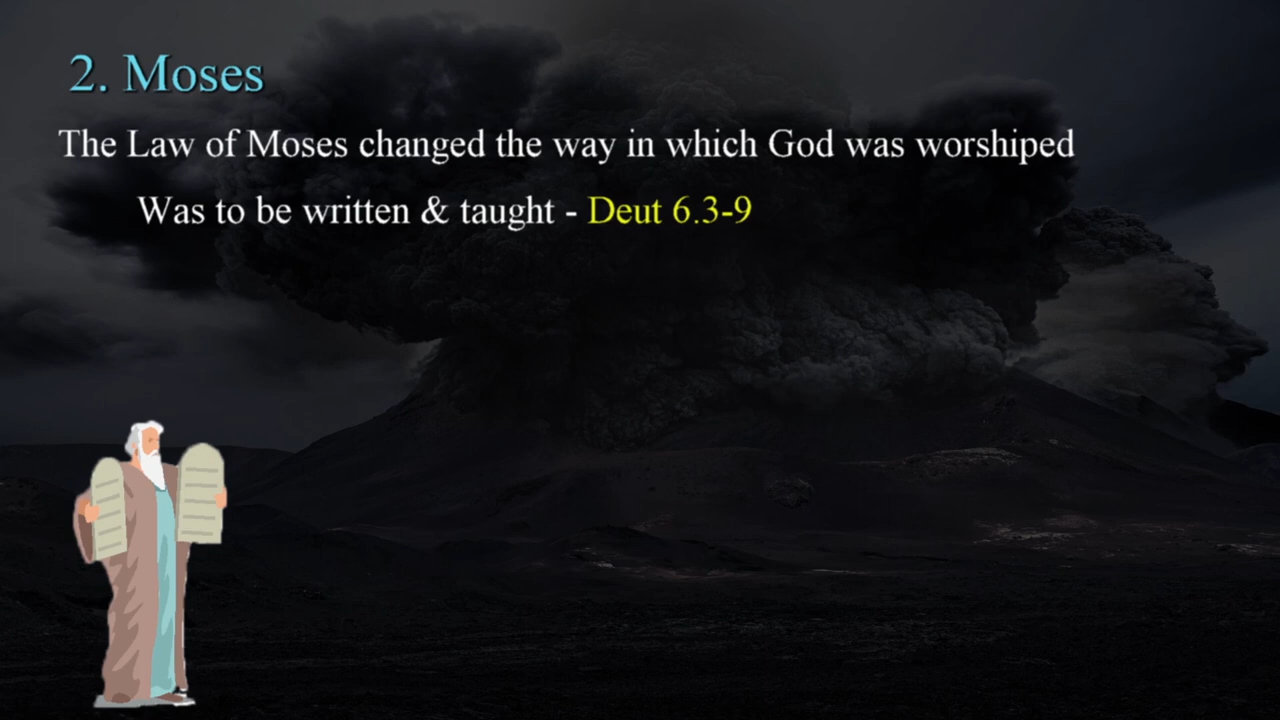 2. Moses
The Law of Moses changed the way in which God was worshiped
Was to be written & taught - Deut 6.3-9